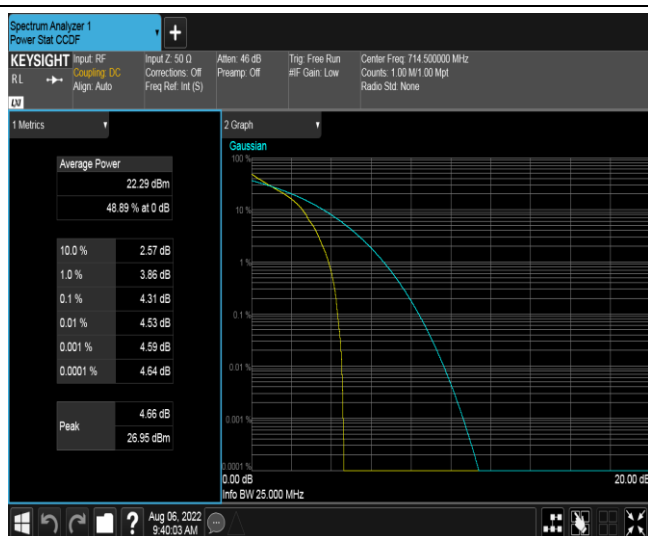 Spectrum Analyzer 1
Power Stat CCDF
+
KEYSIGHT
RL
LXI
Input: RF
Coupling: DC
Align: Auto
Input Z: 50 Ω
Corrections: Off
Freq Ref: Int (S)
Atten: 46 dB
Preamp: Off
Trig: Free Run
#IF Gain: Low
Center Freq: 714.500000 MHz
Counts: 1.00 M/1.00 Mpt
Radio Std: None
1 Metrics
Average Power
22.29 dBm
48.89 % at 0 dB
10.0 % 2.57 dB
1.0 % 3.86 dB
0.1 % 4.31 dB
0.01 % 4.53 dB
0.001 % 4.59 dB
0.0001 % 4.64 dB
Peak
4.66 dB
26.95 dBm
2 Graph
Gaussian
100 %
10 %
1 %
0.1 %
0.01 %
0.001 %
0.0001 %
0.00 dB 20.00 dB
Info BW 25.000 MHz
?
Aug 06, 2022
9:40:03 AM